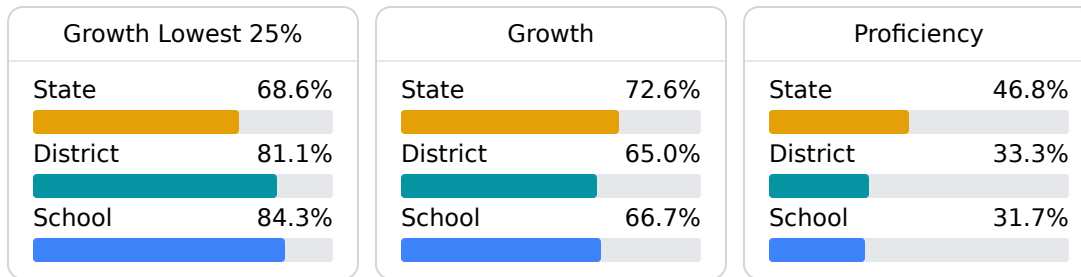 Growth Lowest 25%
State 68.6%
District 81.1%
School 84.3%
Growth
State 72.6%
District 65.0%
School 66.7%
Proficiency
State 46.8%
District 33.3%
School 31.7%